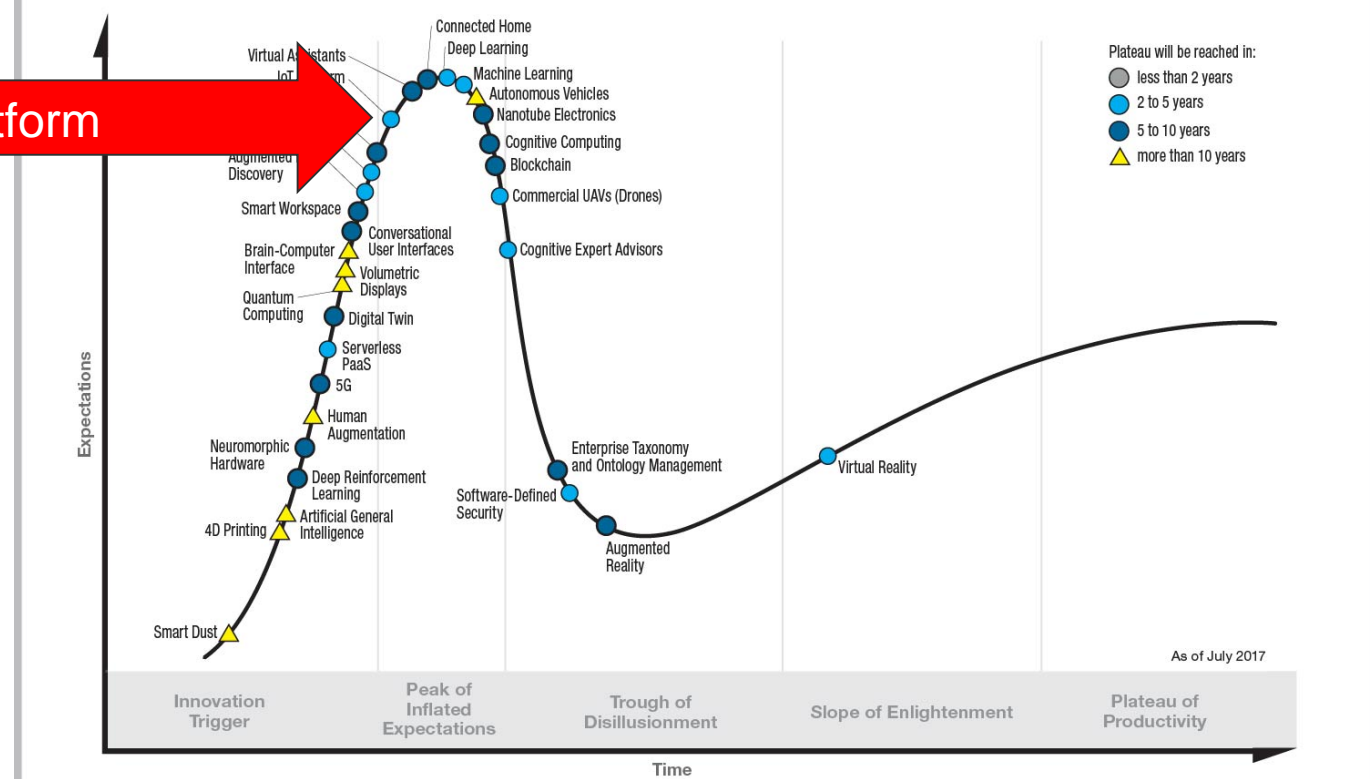 Connected Home
Deep Learning
Virtual
Machine Learning
Autonomous Vehicles
Nanotube Electronics
Cognitive Computing
Blockchain
Commercial UAVs (Drones)
Cognitive Expert Advisors
Plateau will be reached in:
less than 2 years
2 to 5 years
5 to 10 years
more than 10 years
tform
Augmented
Discovery
Smart Workspace
Conversational
User Interfaces
Brain-Computer
Interface
Volumetric
Displays
Quantum
Computing
Digital Twin
Serverless
PaaS
5G
Human
Augmentation
Neuromorphic
Hardware
Deep Reinforcement
Learning
Artificial General
Intelligence
4D Printing
Smart Dust
Enterprise Taxonomy
and Ontology Management
Software-Defined
Security
Augmented
Reality
Virtual Reality
Expectations
As of July 2017
Innovation
Trigger
Peak of
Inflated
Expectations
Trough of
Disillusionment
Slope of Enlightenment
Plateau of
Productivity
Time